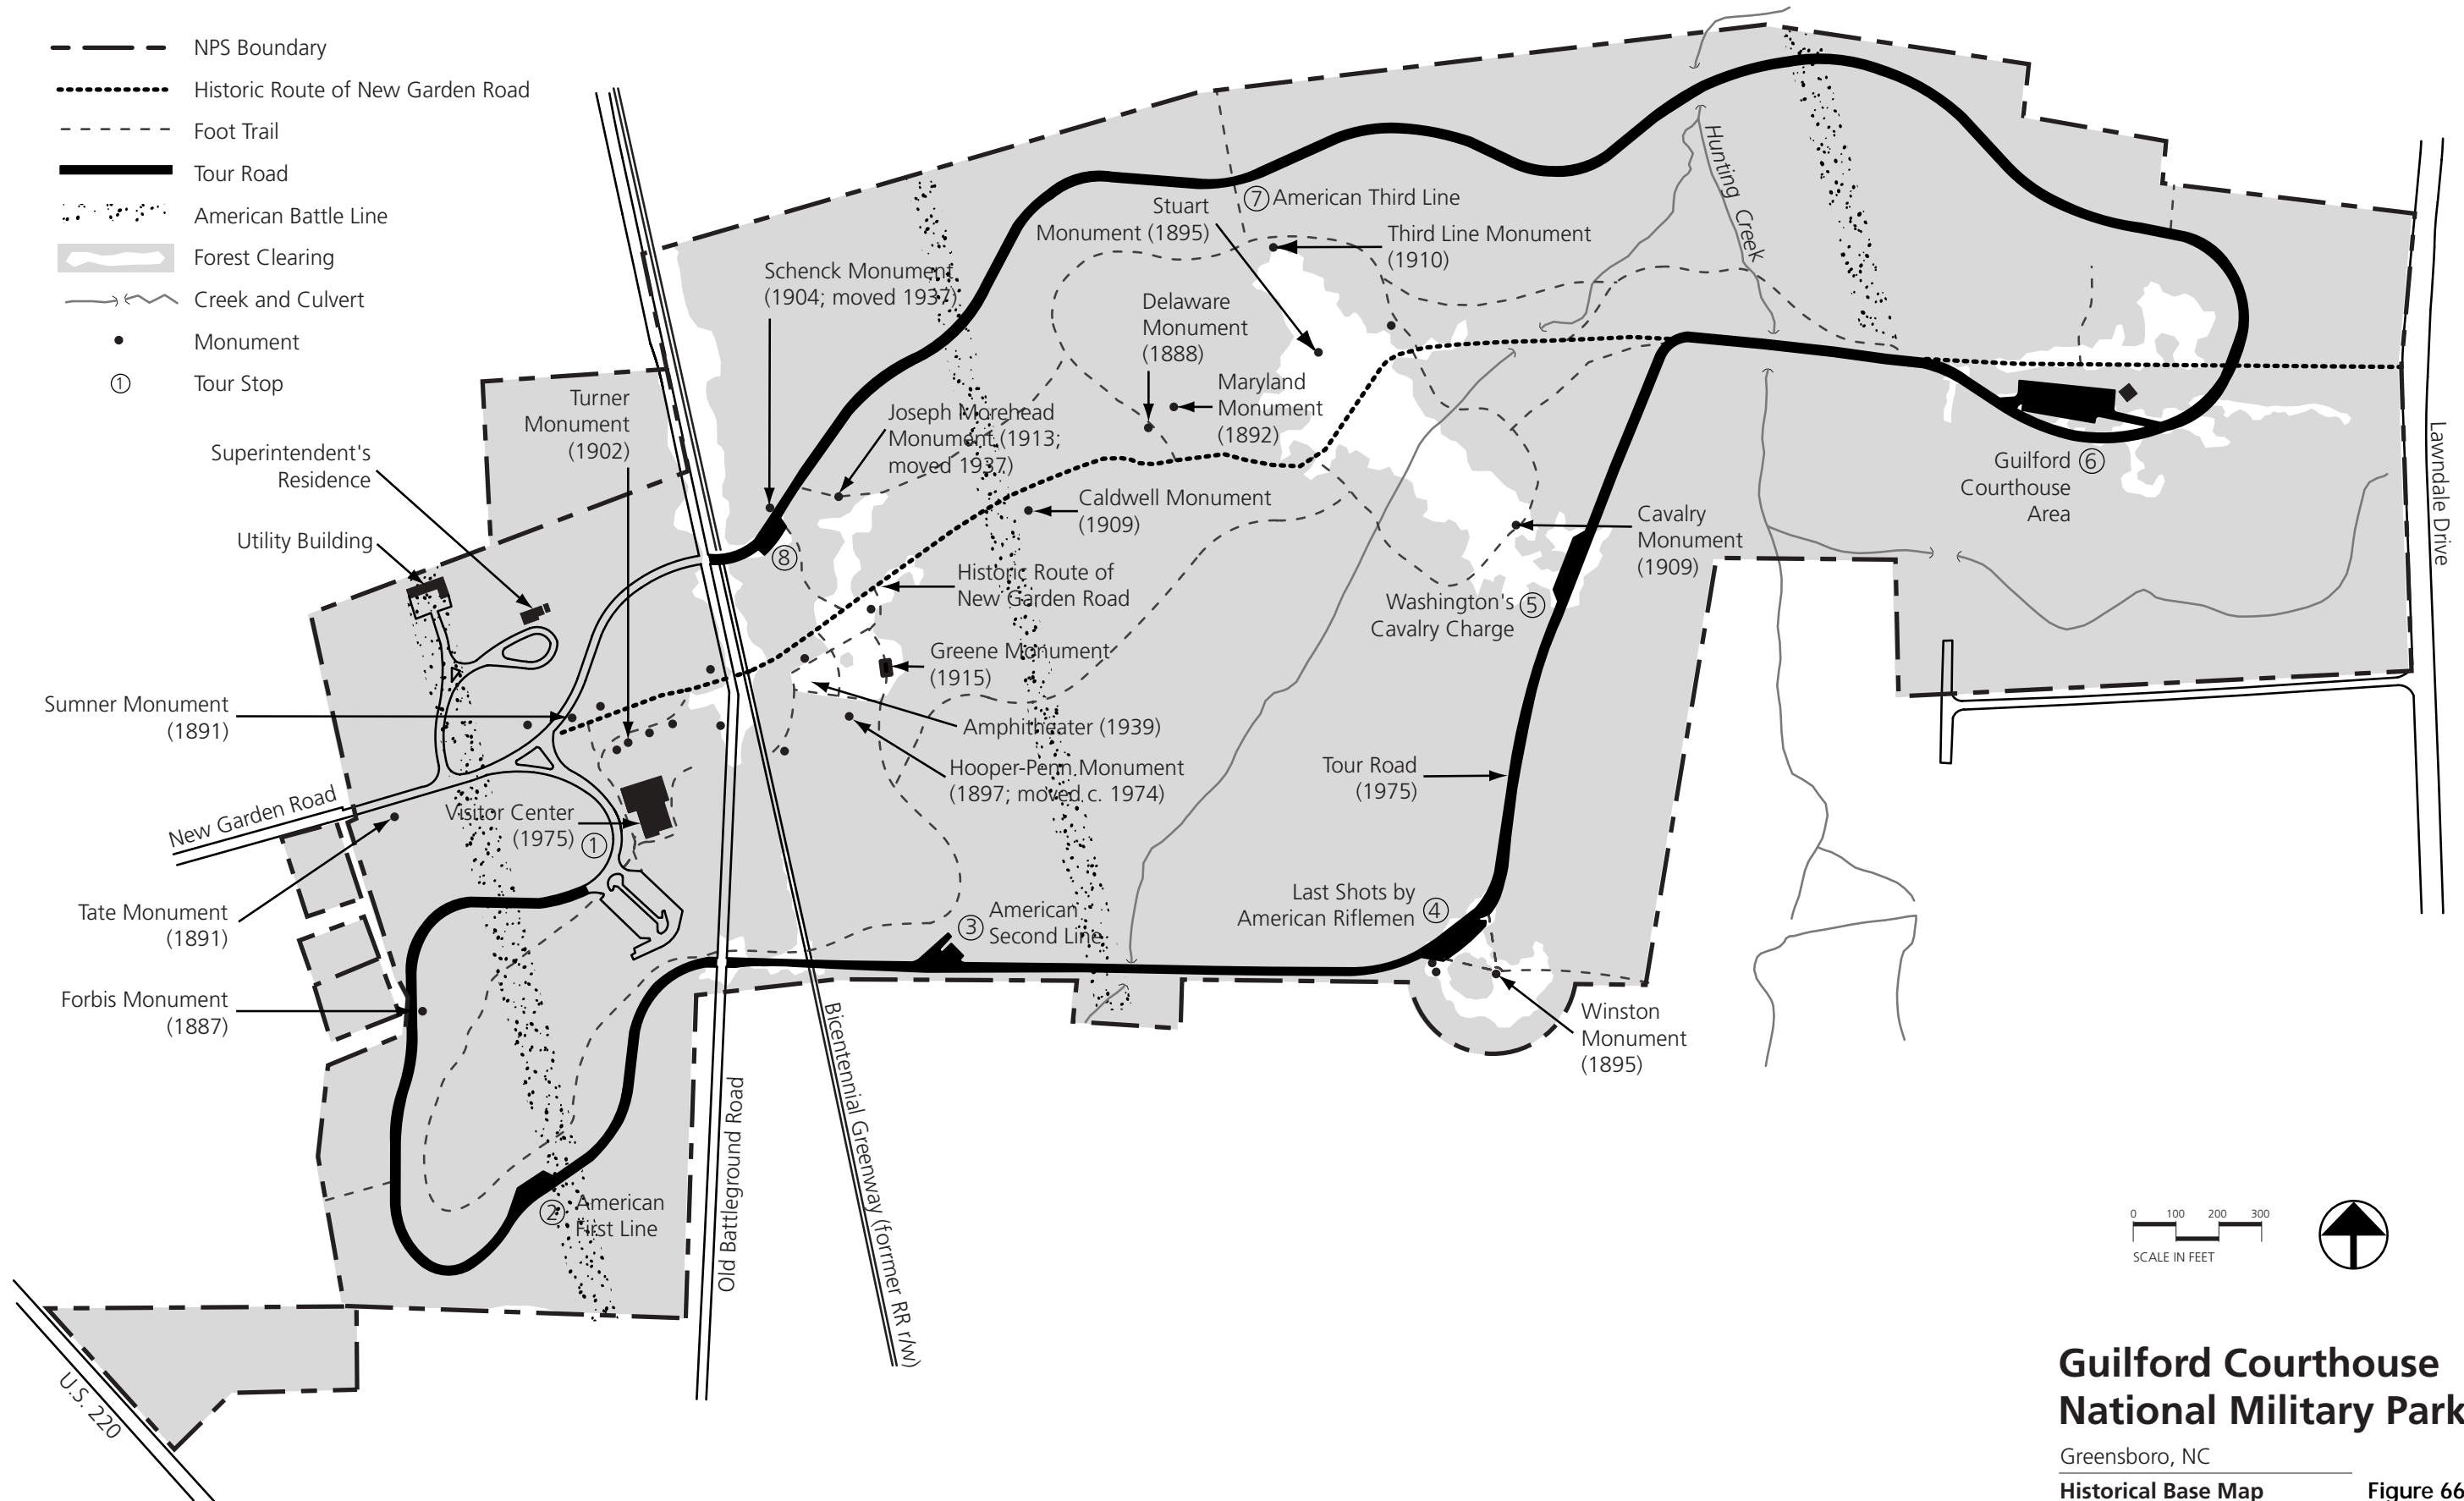 NPS Boundary
Historic Route of New Garden Road
Foot Trail
Tour Road
American Battle Line
Forest Clearing
Creek and Culvert
Monument
1
Tour Stop
Superintendent's
Residence
Utility Building
Turner
Monument
(1902)
Schenck Monument
(1904; moved 1937)
Joseph Morehead
Monument (1913;
moved 1937)
Stuart
Monument (1895)
7
American Third Line
Third Line Monument
(1910)
Delaware
Monument
(1888)
Maryland
Monument
(1892)
Hunting Creek
Caldwell Monument
(1909)
8
Historic Route of
New Garden Road
Greene Monument
(1915)
Amphitheater (1939)
Hooper-Penn Monument
(1897; moved c. 1974)
Cavalry
Monument
(1909)
Washington's
Cavalry Charge
5
Guilford
Courthouse
Area
6
Lawndale Drive
Sumner Monument
(1891)
New Garden Road
Visitor Center
(1975)
1
Tate Monument
(1891)
Forbis Monument
(1887)
Tour Road
(1975)
Last Shots by
American Riflemen
4
3
American
Second Line
Winston
Monument
(1895)
2
American
First Line
Old Battleground Road
Bicentennial Greenway (former RR r/w)
U.S. 220
0 100 200 300
SCALE IN FEET
Guilford Courthouse
National Military Park
Greensboro, NC
Historical Base Map
Figure 66